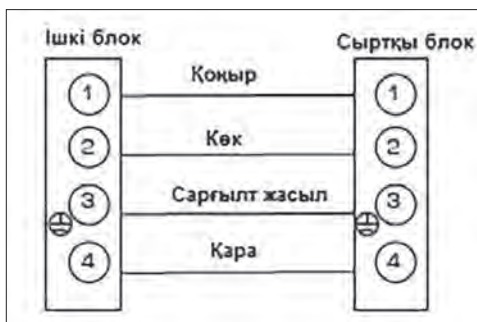 Ішкі блок
Сыртқы блок
1 Қоңыр 1
2 Көк 2
3 Сарғылт жасыл 3
4 Қара 4